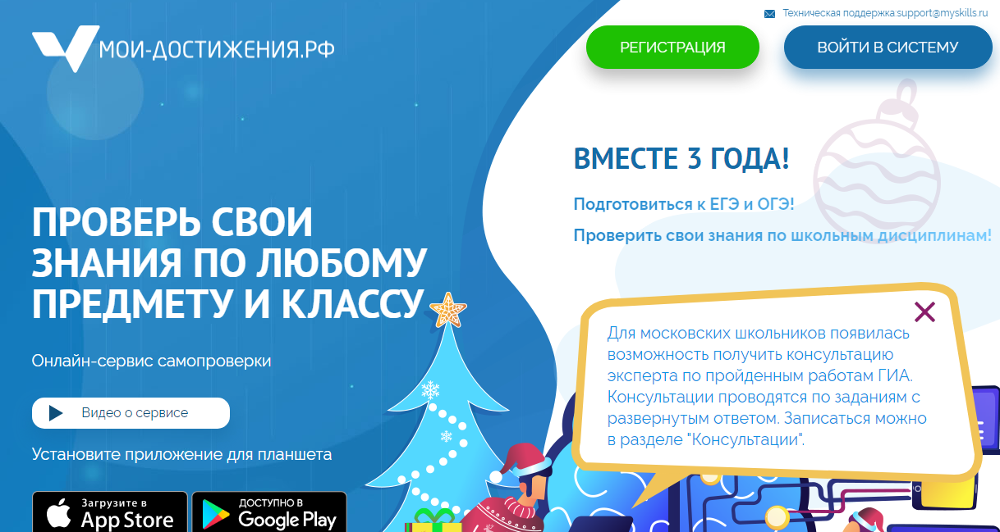 Техническая поддержка:support@myskills.ru
МОИ-ДОСТИЖЕНИЯ.РФ
РЕГИСТРАЦИЯ
ВОЙТИ В СИСТЕМУ
ВМЕСТЕ 3 ГОДА!
Подготовиться к ЕГЭ и ОГЭ!
Проверить свои знания по школьным дисциплинам!
ПРОВЕРЬ СВОИ
ЗНАНИЯ ПО ЛЮБОМУ
ПРЕДМЕТУ И КЛАССУ
Онлайн-сервис самопроверки
Видео о сервисе
Установите приложение для планшета
Загрузите в
App Store
ДОСТУПНО В
Google Play
Для московских школьников появилась
возможность получить консультацию
эксперта по пройденным работам ГИА.
Консультации проводятся по заданиям с
развернутым ответом. Записаться можно
в разделе "Консультации".